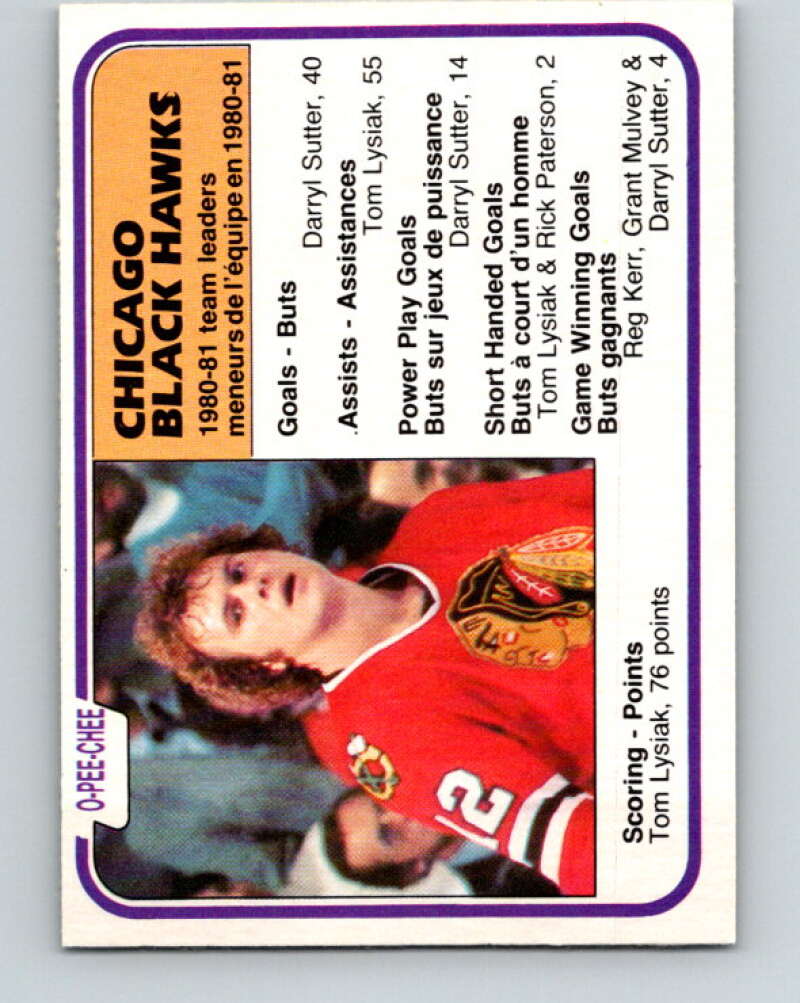 O-PEE-CHEE
CHICAGO
BLACK HAWKS
1980-81 team leaders
meneurs de l'équipe en 1980-81
Goals - Buts
Darryl Sutter, 40
Assists - Assistances
Tom Lysiak, 55
Power Play Goals
Buts sur jeux de puissance
Darryl Sutter, 14
Short Handed Goals
Buts à court d'un homme
Tom Lysiak & Rick Paterson, 2
Game Winning Goals
Buts gagnants
Reg Kerr, Grant Mulvey &
Darryl Sutter, 4
Scoring - Points
Tom Lysiak, 76 points
12